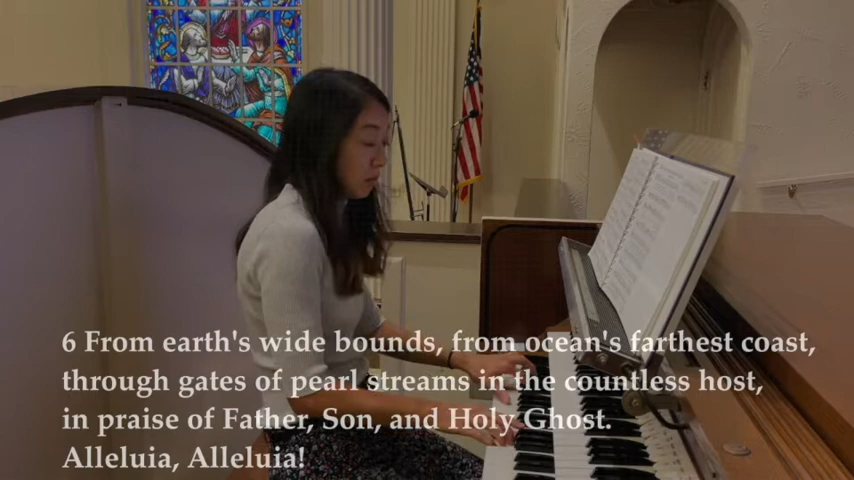 6 From earth's wide bounds, from ocean's farthest coast,
through gates of pearl streams in the countless host,
in praise of Father, Son, and Holy Ghost.
Alleluia, Alleluia!